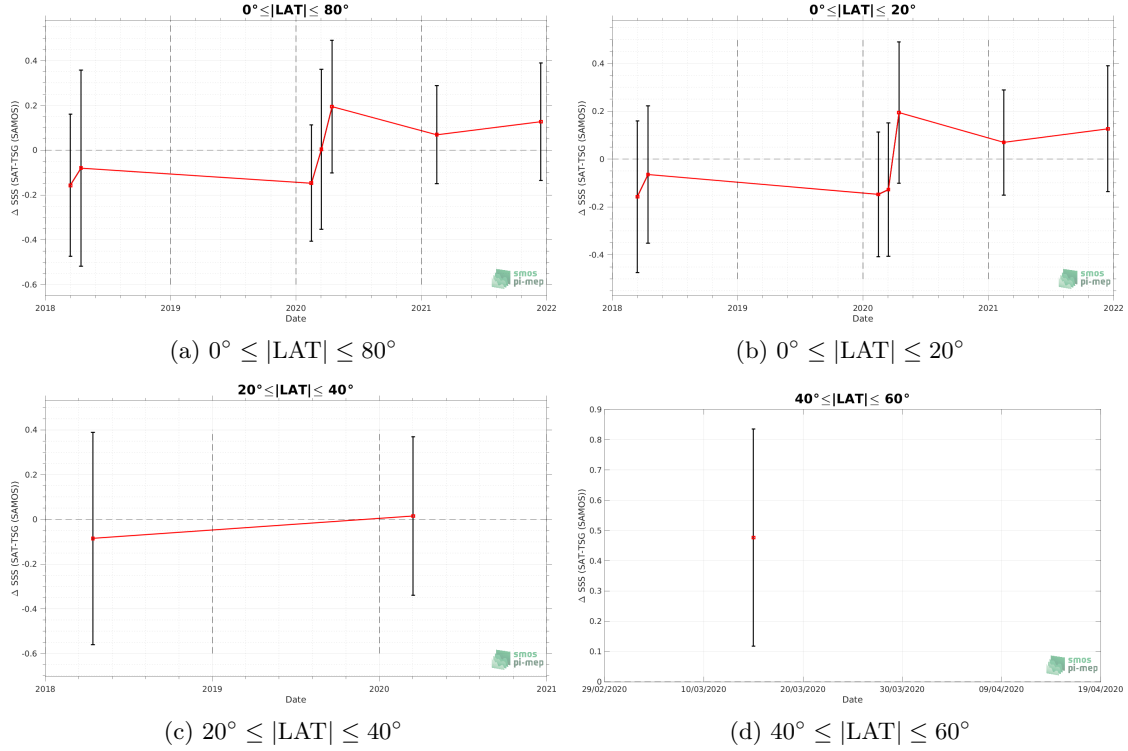 0°≤|LAT|≤ 80°
Δ SSS (SAT-TSG (SAMOS))
0.4
0.2
0
-0.2
-0.4
-0.6
2018
2019
2020
2021
2022
Date
smos
pi-mep
(a) 0° ≤ |LAT| ≤ 80°
0°≤|LAT|≤ 20°
Δ SSS (SAT-TSG (SAMOS))
0.4
0.2
0
-0.2
-0.4
2018
2019
2020
2021
2022
Date
smos
pi-mep
(b) 0° ≤ |LAT| ≤ 20°
20°≤|LAT|≤ 40°
Δ SSS (SAT-TSG (SAMOS))
0.4
0.2
0
-0.2
-0.4
-0.6
2018
2019
2020
2021
Date
smos
pi-mep
(c) 20° ≤ |LAT| ≤ 40°
40°≤|LAT|≤ 60°
Δ SSS (SAT-TSG (SAMOS))
0.9
0.8
0.7
0.6
0.5
0.4
0.3
0.2
0.1
0
29/02/2020
10/03/2020
20/03/2020
30/03/2020
09/04/2020
19/04/2020
Date
smos
pi-mep
(d) 40° ≤ |LAT| ≤ 60°